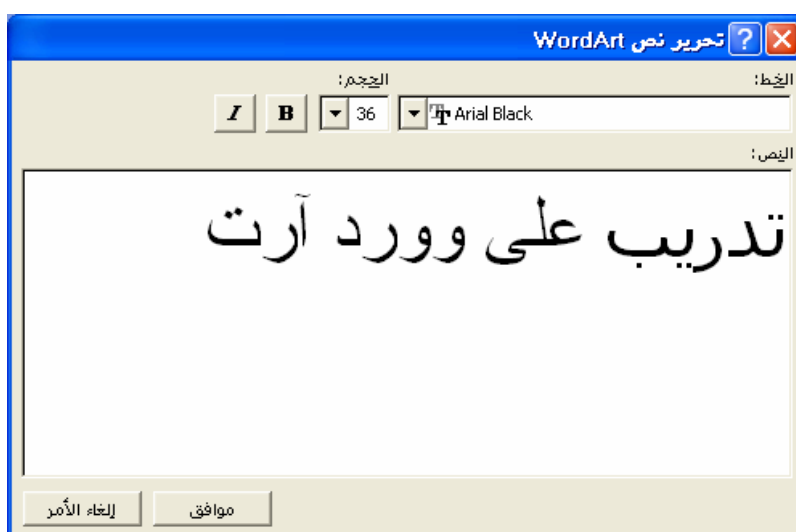 تحرير نص WordArt
الخط: الحجم:
Arial Black 36 B I
النص:
تدريب على وورد آرت
موافق إلغاء الأمر